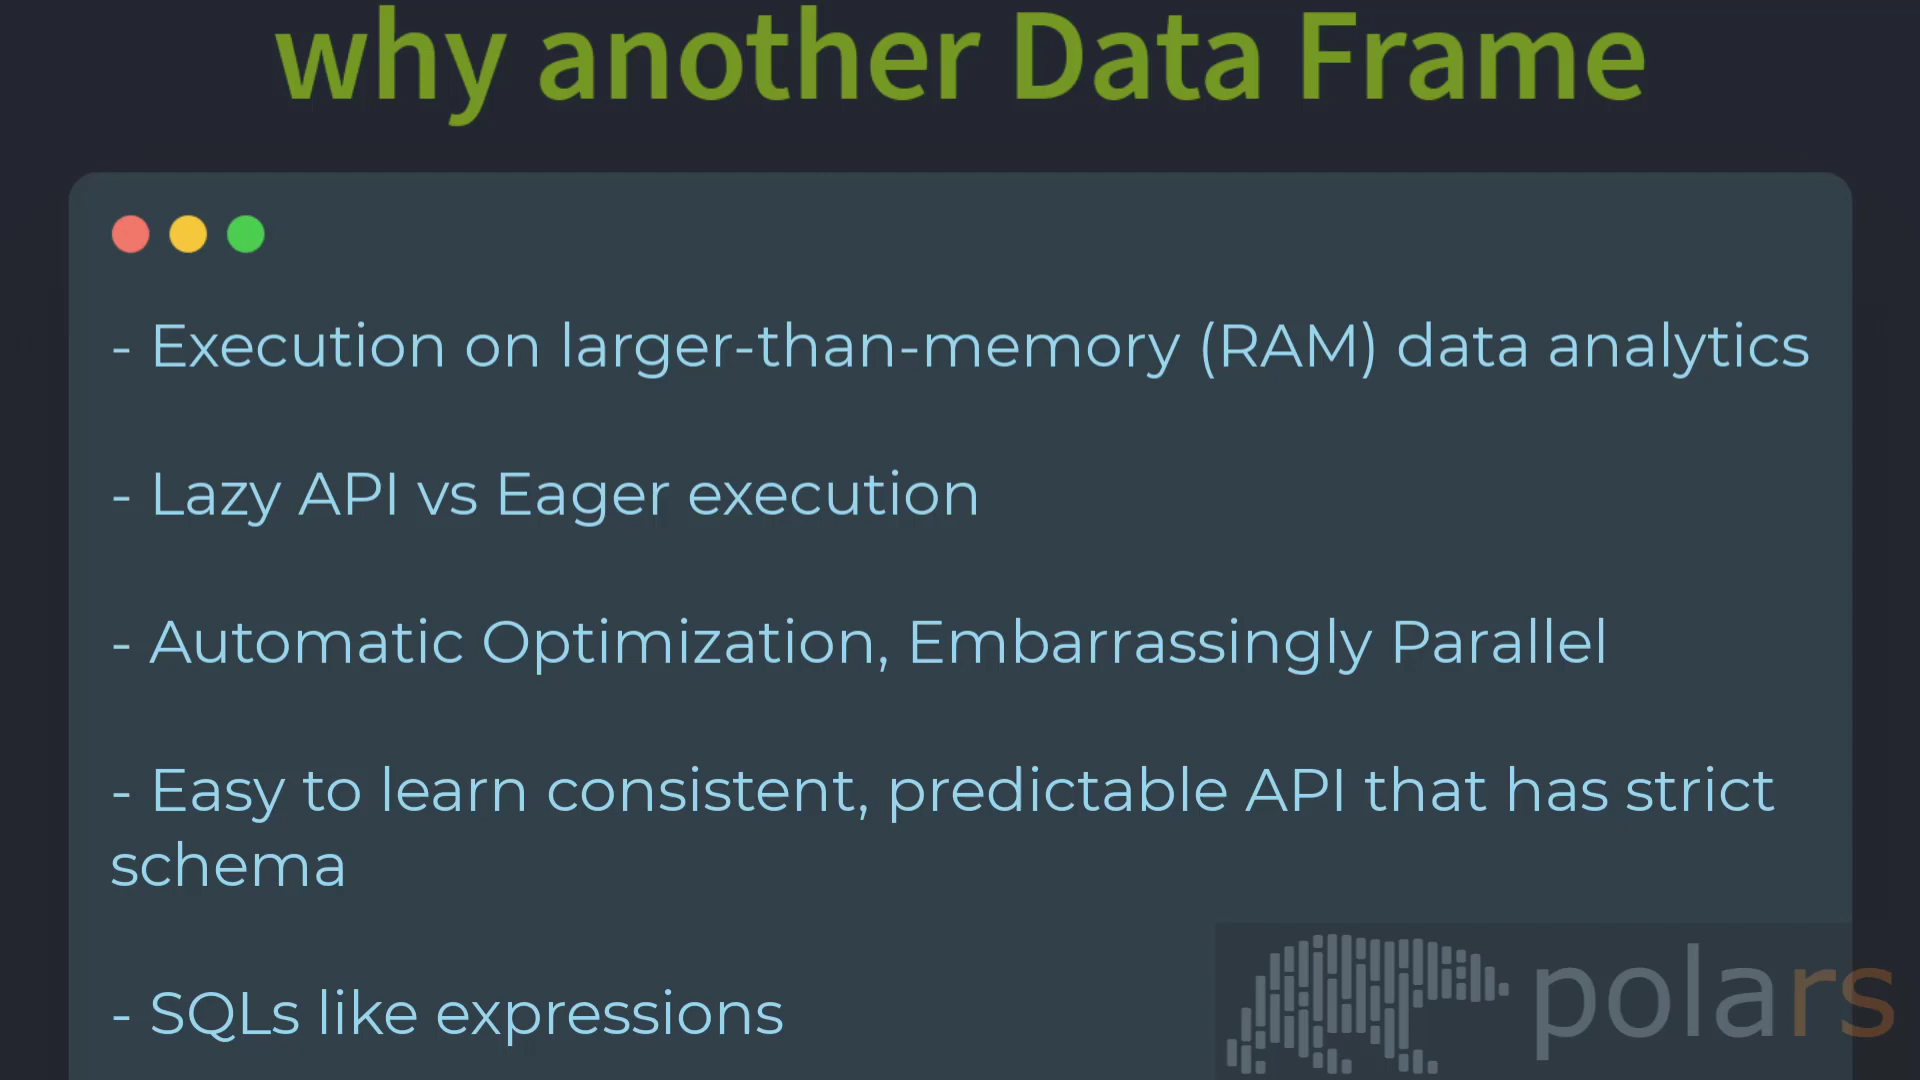 why another Data Frame
- Execution on larger-than-memory (RAM) data analytics
- Lazy API vs Eager execution
- Automatic Optimization, Embarrassingly Parallel
- Easy to learn consistent, predictable API that has strict
schema
- SQLs like expressions
polars